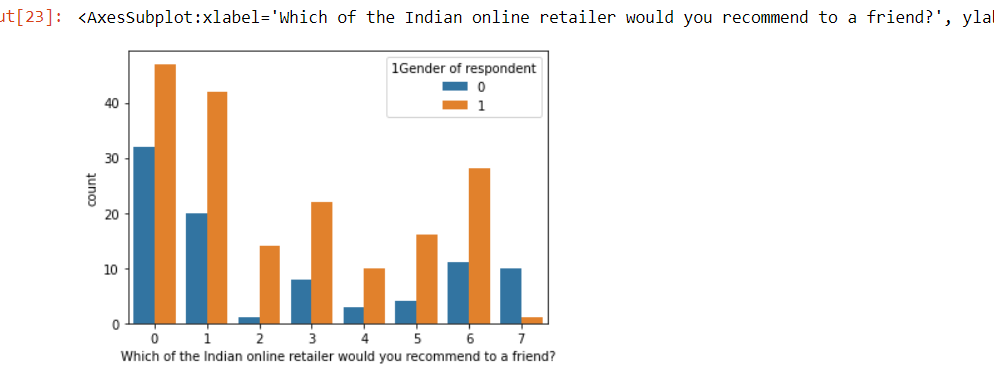 ut[23]: <AxesSubplot:xlabel='Which of the Indian online retailer would you recommend to a friend?', ylal
1Gender of respondent
0
1
40
30
20
10
0
count
0 1 2 3 4 5 6 7
Which of the Indian online retailer would you recommend to a friend?